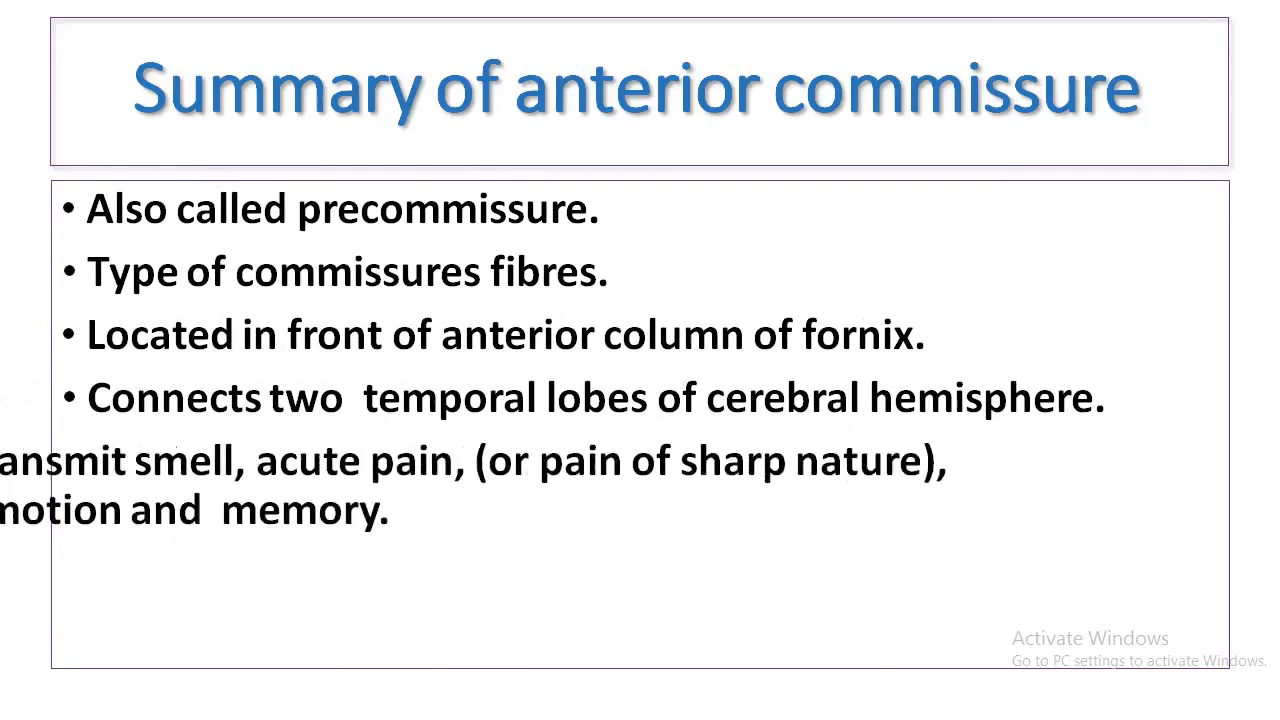 Summary of anterior commissure
• Also called precommissure.
• Type of commissures fibres.
• Located in front of anterior column of fornix.
• Connects two temporal lobes of cerebral hemisphere.
ansmit smell, acute pain, (or pain of sharp nature),
motion and memory.
Activate Windows
Go to PC settings to activate Windows.